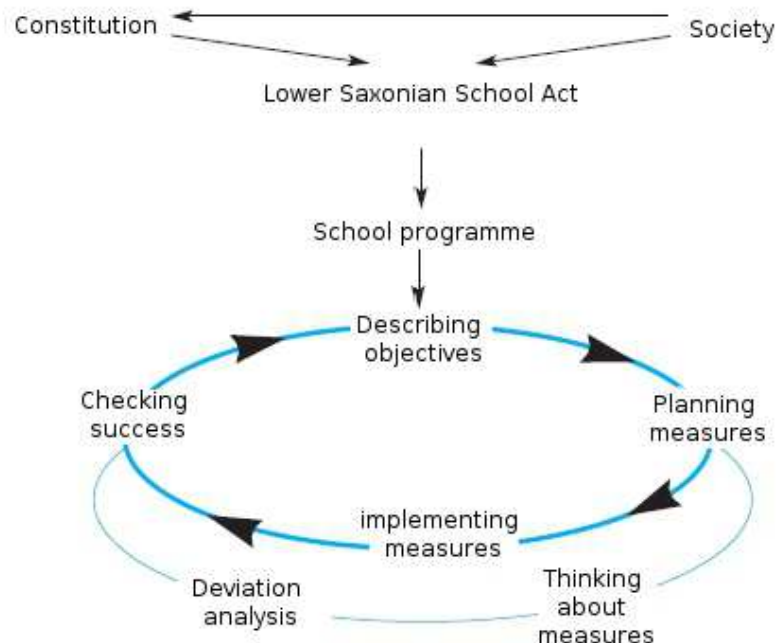 Constitution
Society
Lower Saxonian School Act
School programme
Describing
objectives
Checking
success
Planning
measures
implementing
measures
Deviation
analysis
Thinking
about
measures